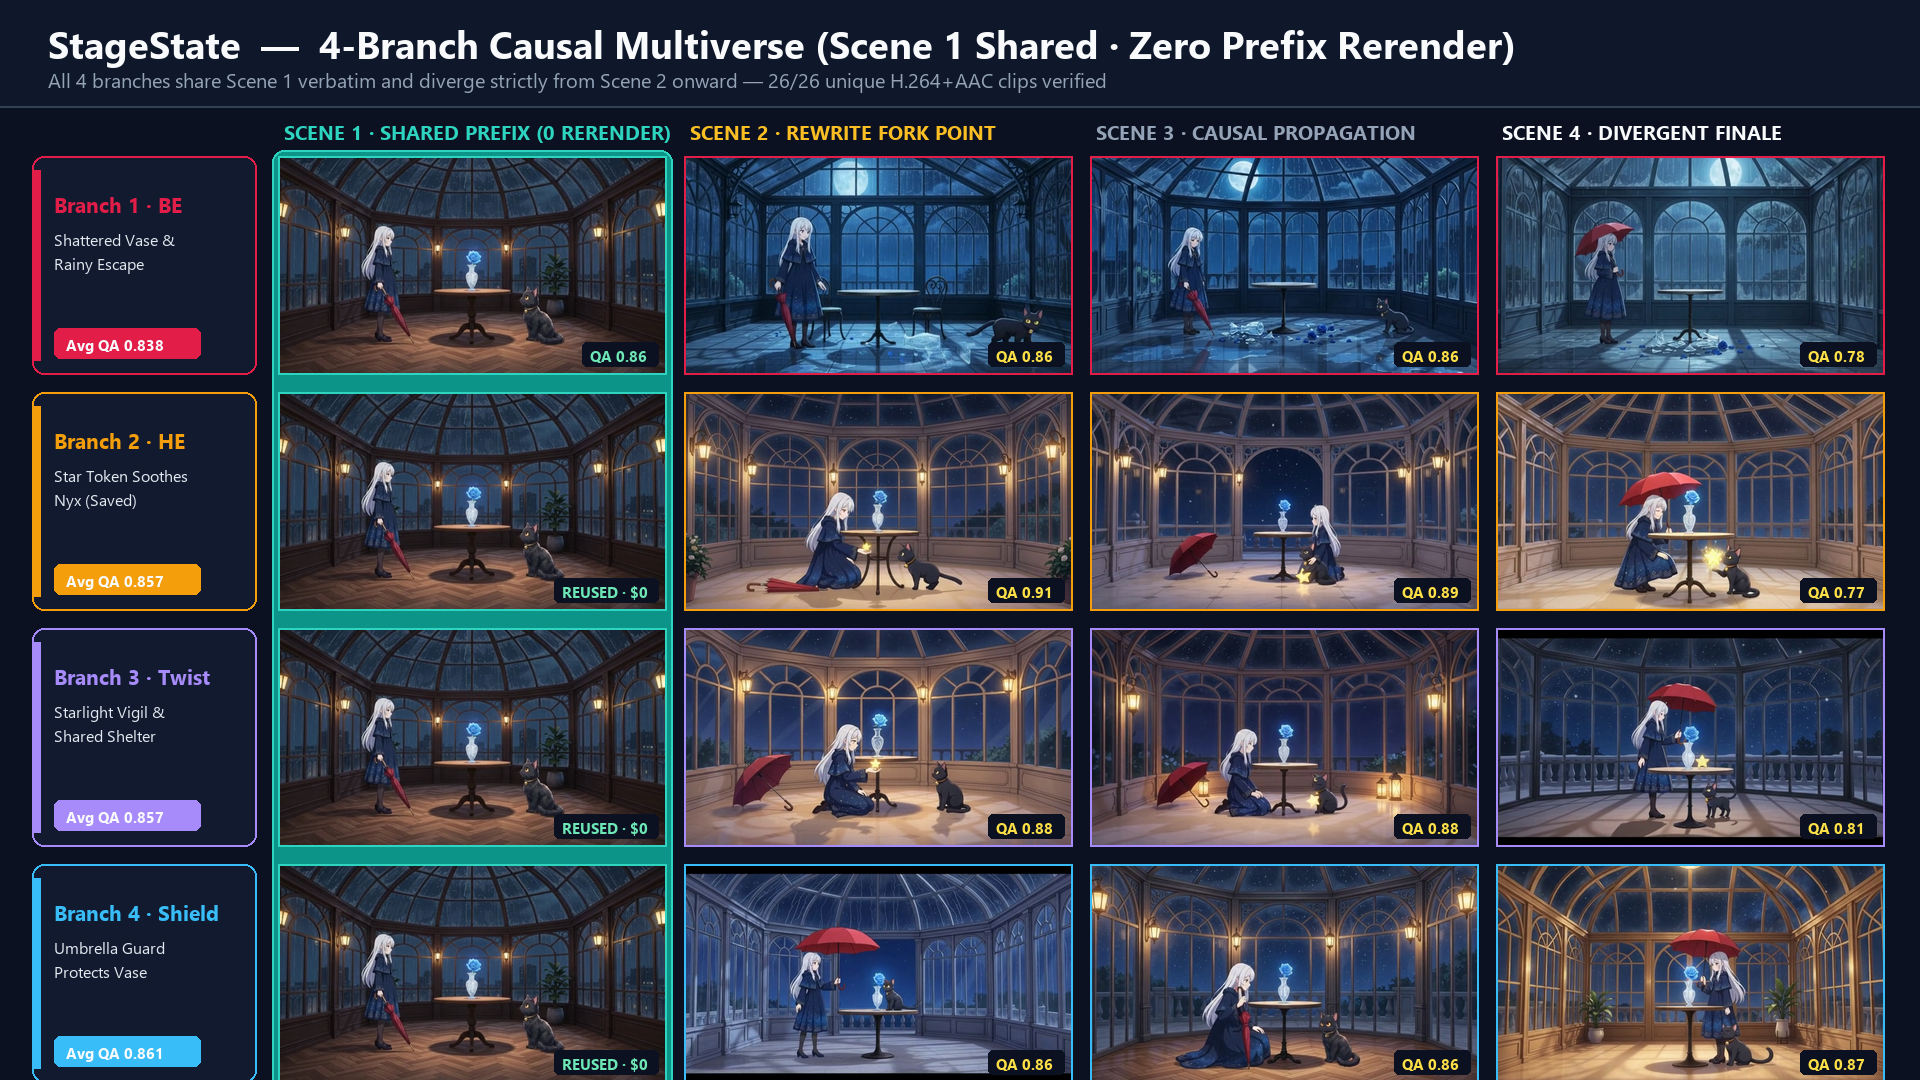 StageState — 4-Branch Causal Multiverse (Scene 1 Shared · Zero Prefix Rerender)
All 4 branches share Scene 1 verbatim and diverge strictly from Scene 2 onward — 26/26 unique H.264+AAC clips verified
SCENE 1 · SHARED PREFIX (0 RERENDER)
SCENE 2 · REWRITE FORK POINT
SCENE 3 · CAUSAL PROPAGATION
SCENE 4 · DIVERGENT FINALE
Branch 1 · BE
Shattered Vase &
Rainy Escape
Avg QA 0.838
QA 0.86
QA 0.86
QA 0.86
QA 0.78
Branch 2 · HE
Star Token Soothes
Nyx (Saved)
Avg QA 0.857
REUSED · $0
QA 0.91
QA 0.89
QA 0.77
Branch 3 · Twist
Starlight Vigil &
Shared Shelter
Avg QA 0.857
REUSED · $0
QA 0.88
QA 0.88
QA 0.81
Branch 4 · Shield
Umbrella Guard
Protects Vase
Avg QA 0.861
REUSED · $0
QA 0.86
QA 0.86
QA 0.87